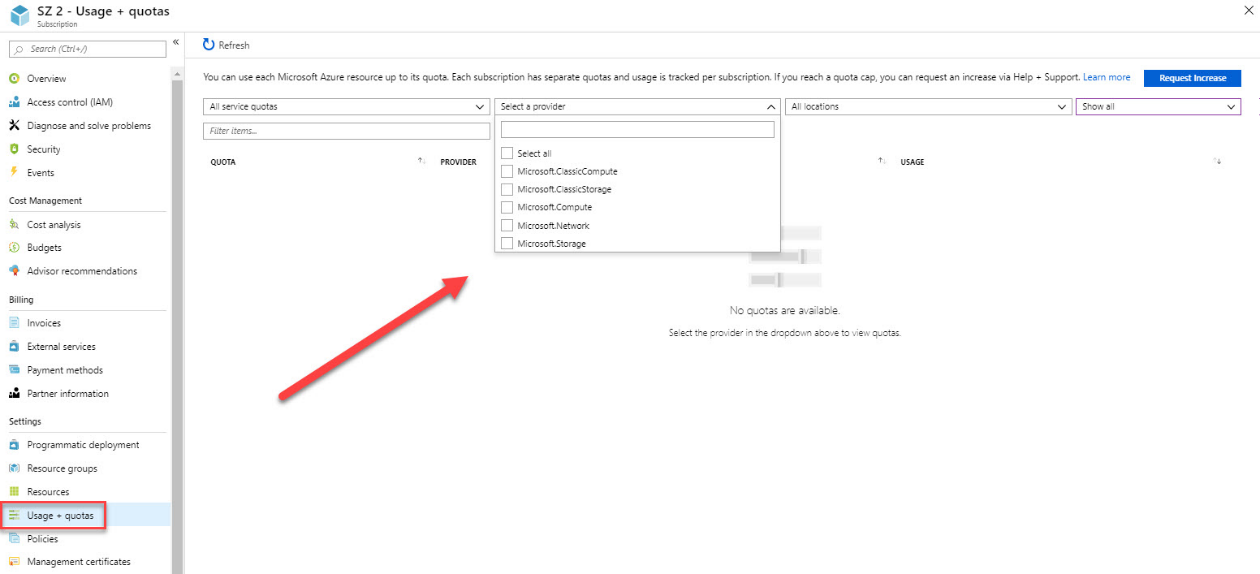 SZ 2 - Usage + quotas
Subscription
Search (Ctrl+/)
Overview
Access control (IAM)
Diagnose and solve problems
Security
Events
Cost Management
Cost analysis
Budgets
Advisor recommendations
Billing
Invoices
External services
Payment methods
Partner information
Settings
Programmatic deployment
Resource groups
Resources
Usage + quotas
Policies
Management certificates
Refresh
You can use each Microsoft Azure resource up to its quota. Each subscription has separate quotas and usage is tracked per subscription. If you reach a quota cap, you can request an increase via Help + Support. Learn more
Request Increase
All service quotas
Select a provider
All locations
Show all
Filter items...
QUOTA
PROVIDER
USAGE
Select all
Microsoft.ClassicCompute
Microsoft.ClassicStorage
Microsoft.Compute
Microsoft.Network
Microsoft.Storage
No quotas are available.
Select the provider in the dropdown above to view quotas.